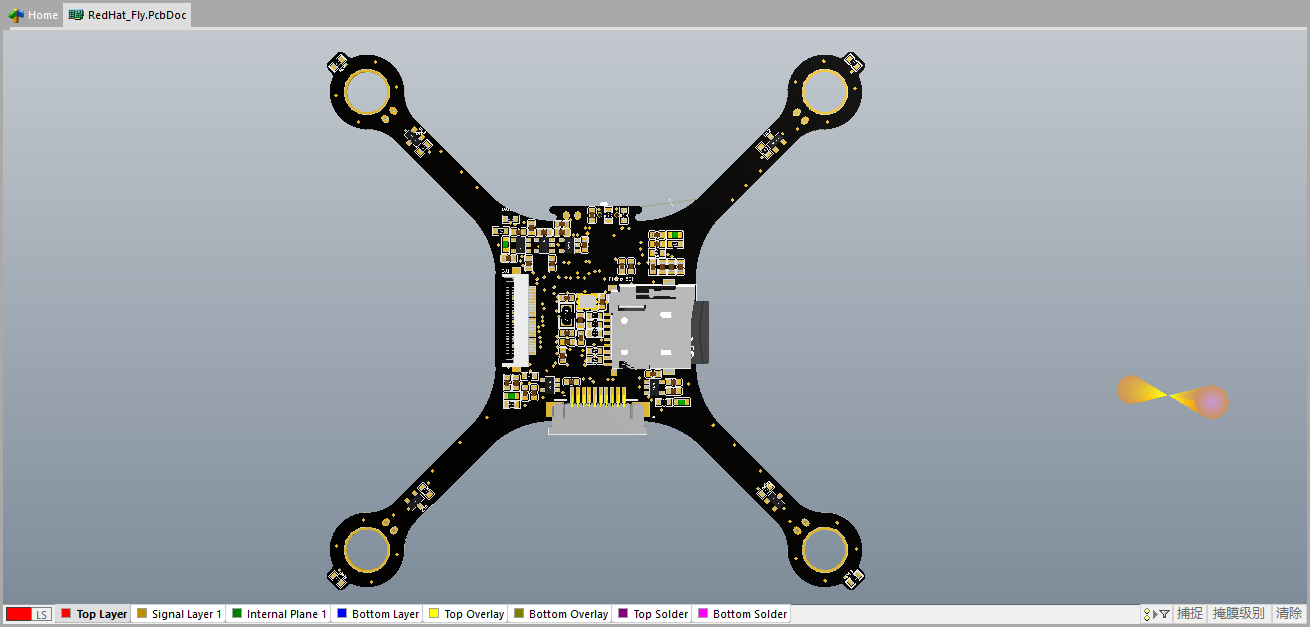 Home RedHat_Fly.PcbDoc
LS Top Layer Signal Layer 1 Internal Plane 1 Bottom Layer Top Overlay Bottom Overlay Top Solder Bottom Solder 捕捉 掩膜级别 清除